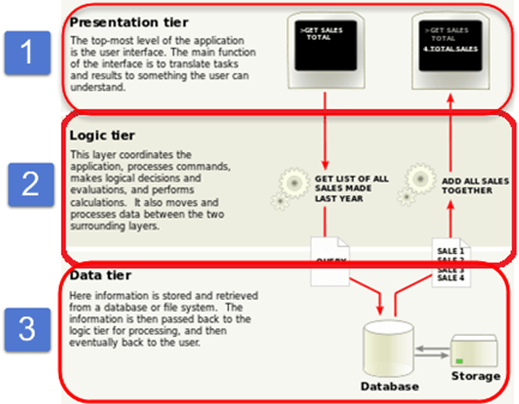 1
Presentation tier
The top-most level of the application
is the user interface. The main function
of the interface is to translate tasks
and results to something the user can
understand.
>GET SALES
TOTAL
>GET SALES
TOTAL
4 TOTAL SALES
2
Logic tier
This layer coordinates the
application, processes commands,
makes logical decisions and
evaluations, and performs
calculations. It also moves and
processes data between the two
surrounding layers.
GET LIST OF ALL
SALES MADE
LAST YEAR
ADD ALL SALES
TOGETHER
QUERY
SALE 1
SALE 2
SALE 3
SALE 4
3
Data tier
Here information is stored and retrieved
from a database or file system. The
information is then passed back to the
logic tier for processing, and then
eventually back to the user.
Database
Storage